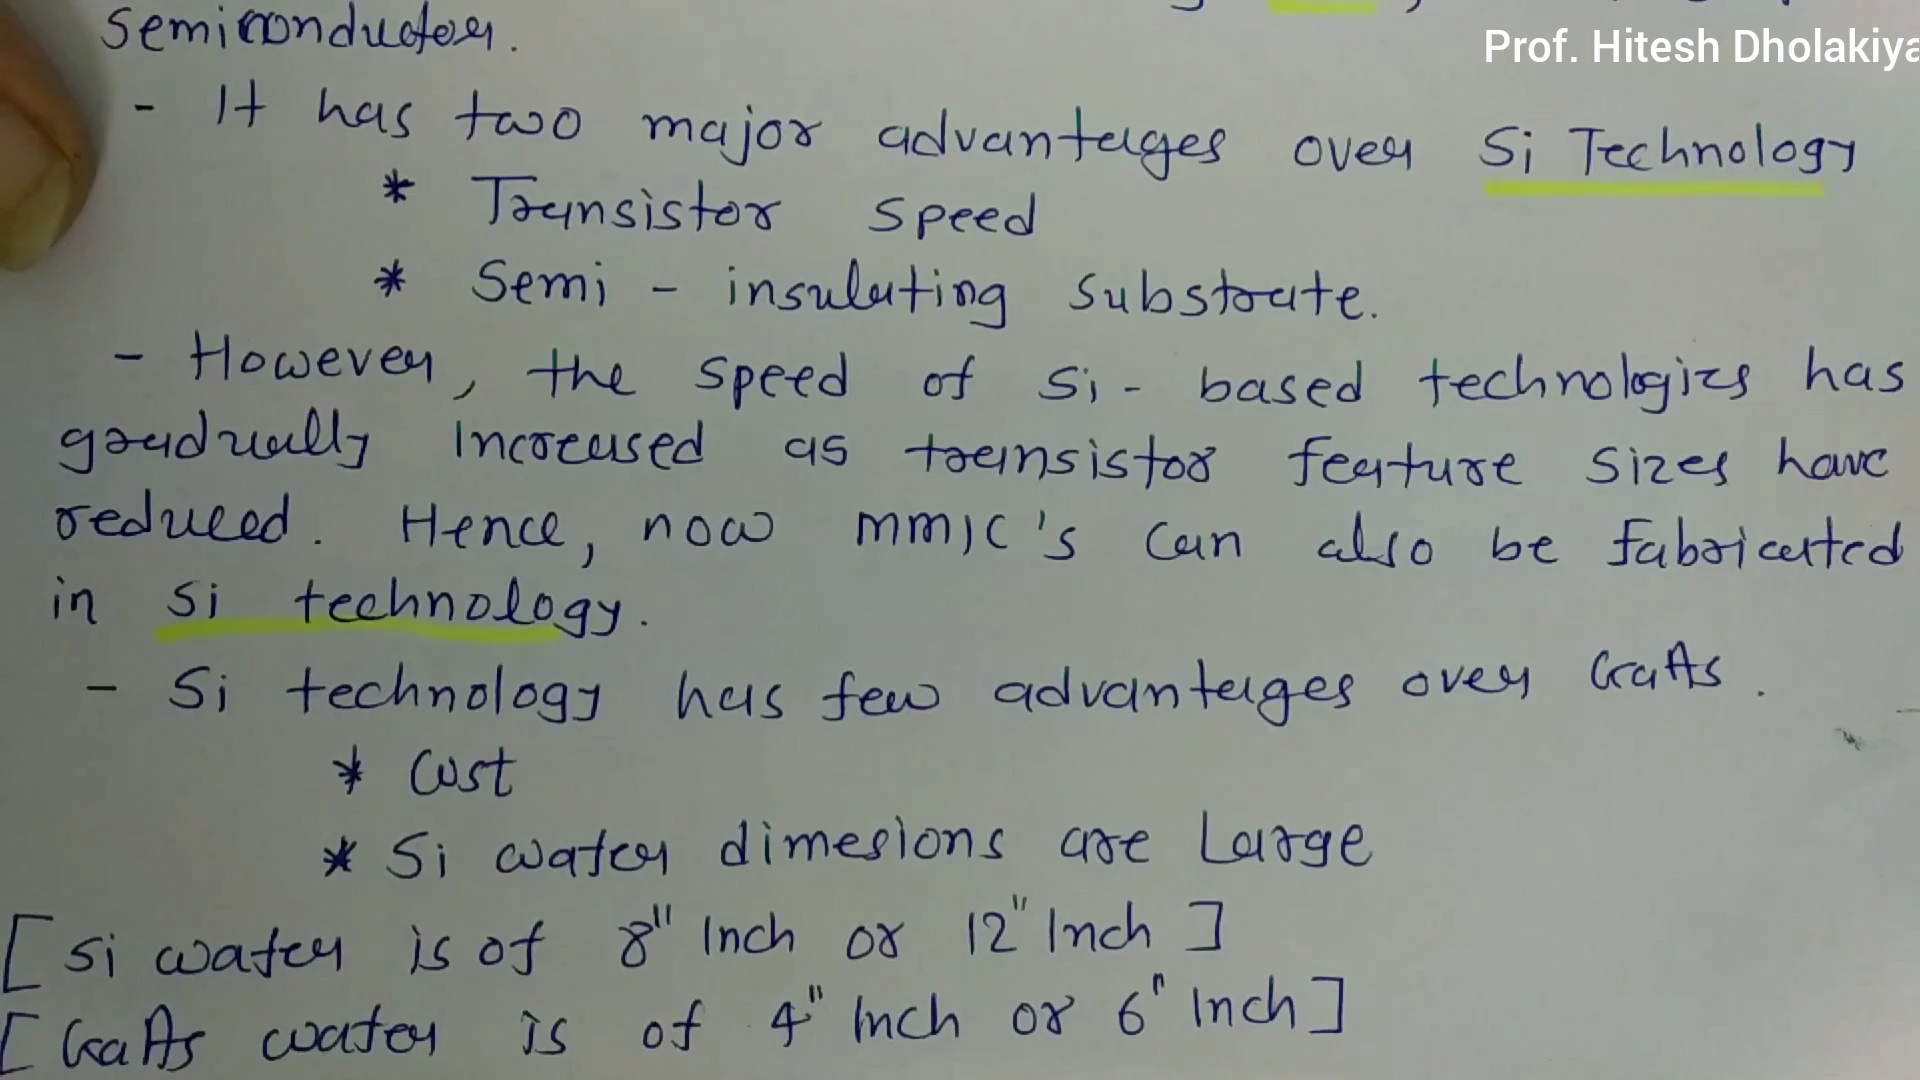 semiconductor.
Prof. Hitesh Dholakiya
- It has two major advantages over Si Technology
* Transistor speed
* Semi - insulating substrate.
- However, the speed of Si - based technologies has
gradually increased as transistor feature sizes have
reduced. Hence, now MMIC's can also be fabricated
in Si technology.
- Si technology has few advantages over GaAs.
* Cost
* Si wafer dimesions are Large
[Si wafer is of 8" Inch or 12" Inch]
[GaAs wafer is of 4" Inch or 6" Inch]